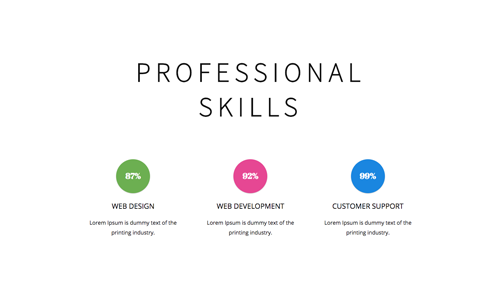 PROFESSIONAL
SKILLS
87%
92%
99%
WEB DESIGN
WEB DEVELOPMENT
CUSTOMER SUPPORT
Lorem Ipsum is dummy text of the
printing industry.
Lorem Ipsum is dummy text of the
printing industry.
Lorem Ipsum is dummy text of the
printing industry.